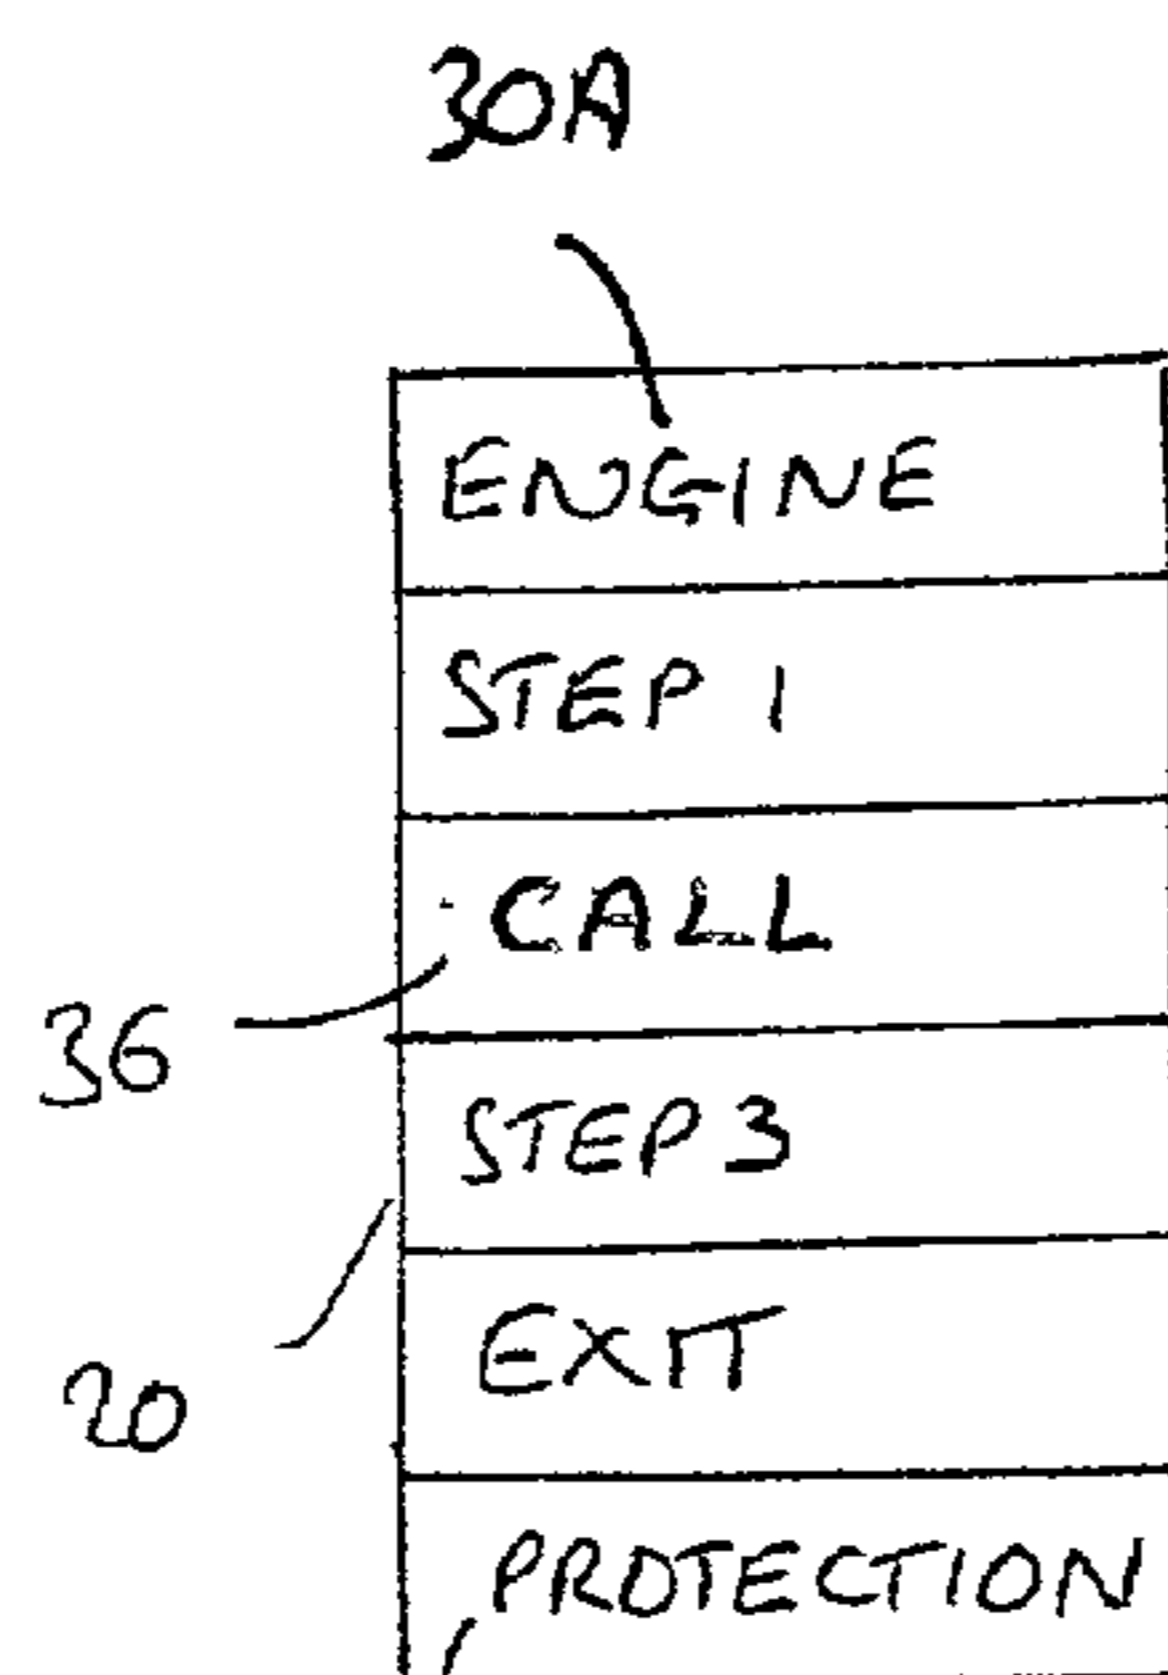 30A
ENGINE
STEP 1
CALL
36
STEP 3
EXIT
20
PROTECTION